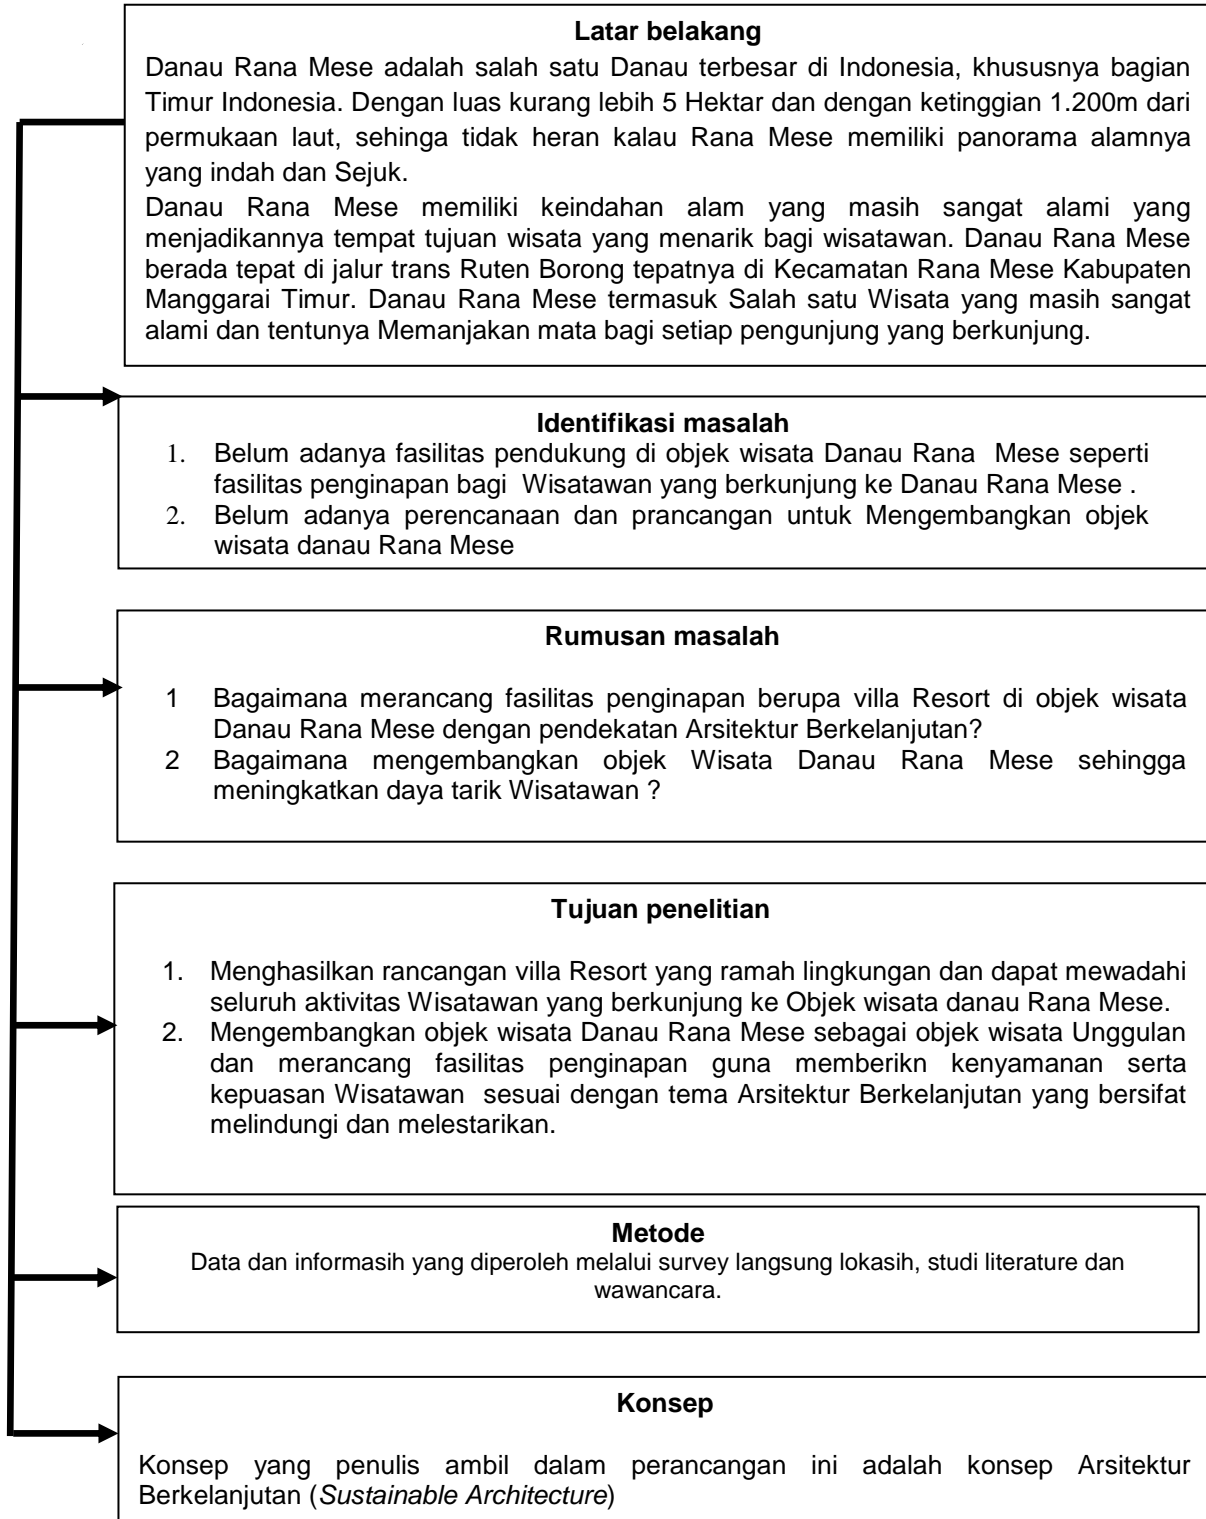 Latar belakang
Danau Rana Mese adalah salah satu Danau terbesar di Indonesia, khususnya bagian
Timur Indonesia. Dengan luas kurang lebih 5 Hektar dan dengan ketinggian 1.200m dari
permukaan laut, sehinga tidak heran kalau Rana Mese memiliki panorama alamnya
yang indah dan Sejuk.
Danau Rana Mese memiliki keindahan alam yang masih sangat alami yang
menjadikannya tempat tujuan wisata yang menarik bagi wisatawan. Danau Rana Mese
berada tepat di jalur trans Ruten Borong tepatnya di Kecamatan Rana Mese Kabupaten
Manggarai Timur. Danau Rana Mese termasuk Salah satu Wisata yang masih sangat
alami dan tentunya Memanjakan mata bagi setiap pengunjung yang berkunjung.
Identifikasi masalah
1. Belum adanya fasilitas pendukung di objek wisata Danau Rana Mese seperti
fasilitas penginapan bagi Wisatawan yang berkunjung ke Danau Rana Mese .
2. Belum adanya perencanaan dan prancangan untuk Mengembangkan objek
wisata danau Rana Mese
Rumusan masalah
1 Bagaimana merancang fasilitas penginapan berupa villa Resort di objek wisata
Danau Rana Mese dengan pendekatan Arsitektur Berkelanjutan?
2 Bagaimana mengembangkan objek Wisata Danau Rana Mese sehingga
meningkatkan daya tarik Wisatawan ?
Tujuan penelitian
1. Menghasilkan rancangan villa Resort yang ramah lingkungan dan dapat mewadahi
seluruh aktivitas Wisatawan yang berkunjung ke Objek wisata danau Rana Mese.
2. Mengembangkan objek wisata Danau Rana Mese sebagai objek wisata Unggulan
dan merancang fasilitas penginapan guna memberikn kenyamanan serta
kepuasan Wisatawan sesuai dengan tema Arsitektur Berkelanjutan yang bersifat
melindungi dan melestarikan.
Metode
Data dan informasih yang diperoleh melalui survey langsung lokasih, studi literature dan
wawancara.
Konsep
Konsep yang penulis ambil dalam perancangan ini adalah konsep Arsitektur
Berkelanjutan (Sustainable Architecture)